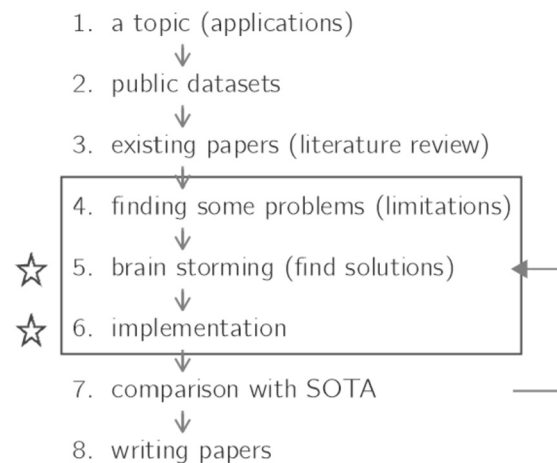 1. a topic (applications)
2. public datasets
3. existing papers (literature review)
4. finding some problems (limitations)
5. brain storming (find solutions)
6. implementation
7. comparison with SOTA
8. writing papers